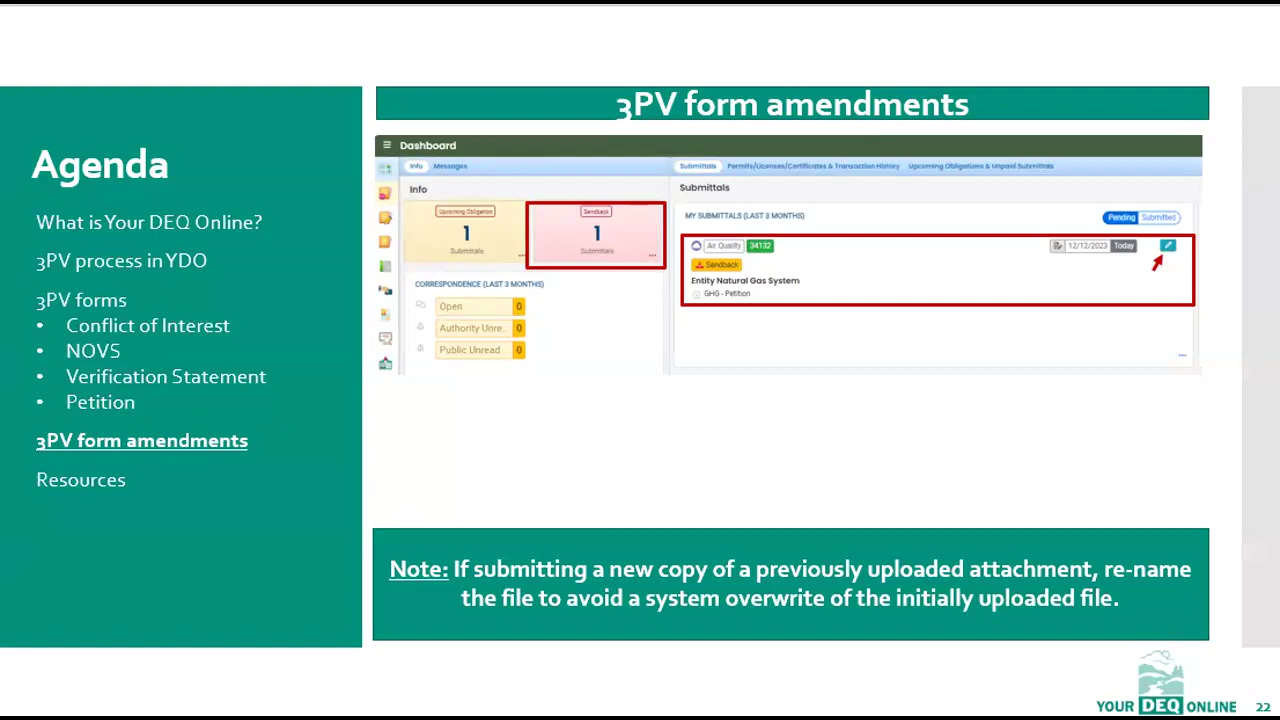 3PV form amendments
Agenda
What is Your DEQ Online?
3PV process in YDO
3PV forms
• Conflict of Interest
• NOVS
• Verification Statement
• Petition
3PV form amendments
Resources
Dashboard
Info Messages
Info
Upcoming Obligation
1
Submittals
Sendback
1
Submittals
CORRESPONDENCE (LAST 3 MONTHS)
Open 0
Authority Unre... 0
Public Unread 0
Submittals Permits/Licenses/Certificates & Transaction History Upcoming Obligations & Unpaid Submittals
Submittals
MY SUBMITTALS (LAST 3 MONTHS) Pending Submitted
Air Quality 34132 12/12/2023 Today
Sendback
Entity Natural Gas System
GHG - Petition
Note: If submitting a new copy of a previously uploaded attachment, re-name
the file to avoid a system overwrite of the initially uploaded file.
YOUR DEQ ONLINE
22